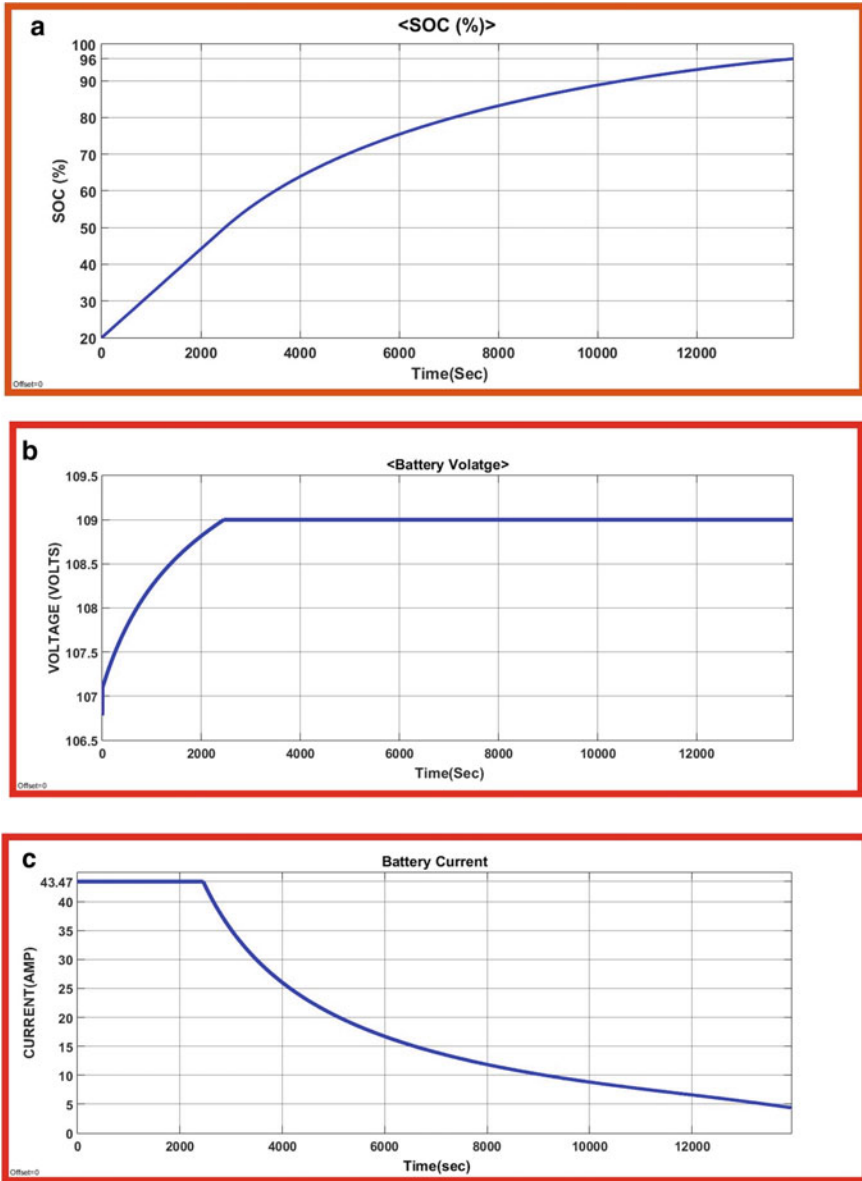 a
<SOC (%)>
100
96
90
80
70
60
50
40
30
20
SOC (%)
0 2000 4000 6000 8000 10000 12000
Time(Sec)
Offset=0
b
<Battery Volatge>
109.5
109
108.5
108
107.5
107
106.5
VOLTAGE (VOLTS)
0 2000 4000 6000 8000 10000 12000
Time(Sec)
Offset=0
c
Battery Current
43.47
40
35
30
25
20
15
10
5
0
CURRENT(AMP)
0 2000 4000 6000 8000 10000 12000
Time(sec)
Offset=0